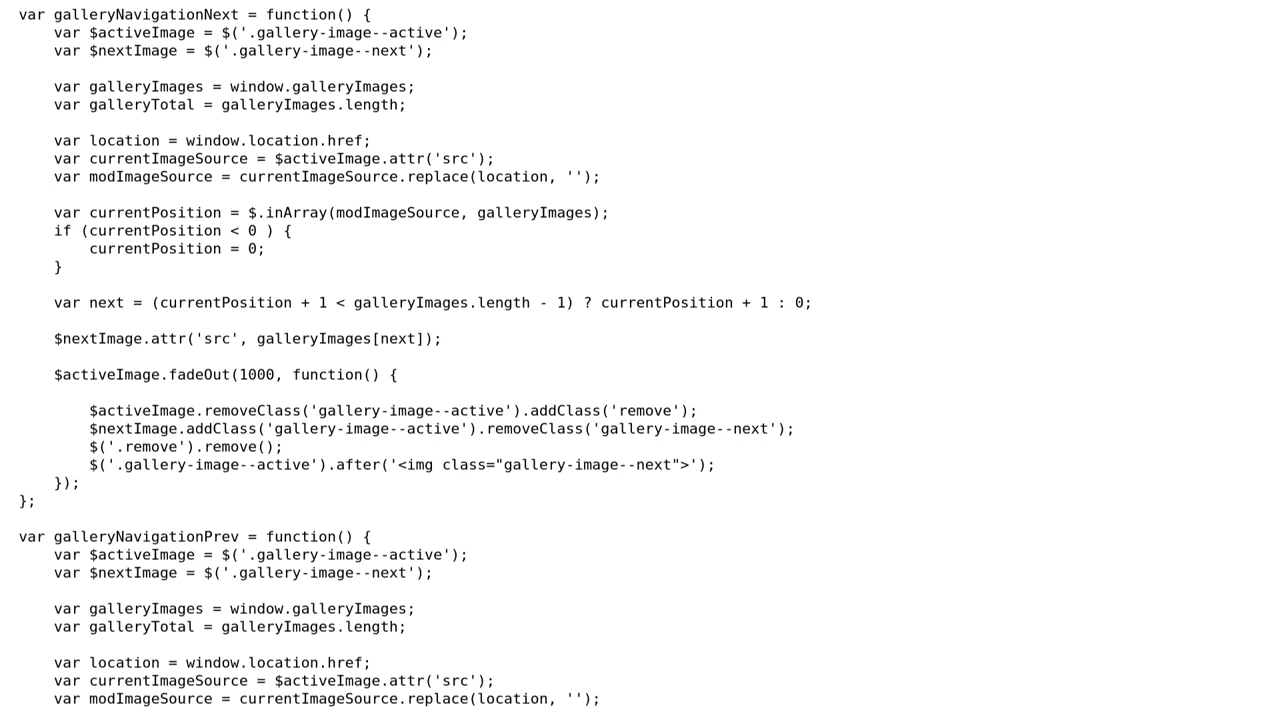 var galleryNavigationNext = function() {
    var $activeImage = $('.gallery-image--active');
    var $nextImage = $('.gallery-image--next');

    var galleryImages = window.galleryImages;
    var galleryTotal = galleryImages.length;

    var location = window.location.href;
    var currentImageSource = $activeImage.attr('src');
    var modImageSource = currentImageSource.replace(location, '');

    var currentPosition = $.inArray(modImageSource, galleryImages);
    if (currentPosition < 0 ) {
        currentPosition = 0;
    }

    var next = (currentPosition + 1 < galleryImages.length - 1) ? currentPosition + 1 : 0;

    $nextImage.attr('src', galleryImages[next]);

    $activeImage.fadeOut(1000, function() {

        $activeImage.removeClass('gallery-image--active').addClass('remove');
        $nextImage.addClass('gallery-image--active').removeClass('gallery-image--next');
        $('.remove').remove();
        $('.gallery-image--active').after('<img class="gallery-image--next">');
    });
};

var galleryNavigationPrev = function() {
    var $activeImage = $('.gallery-image--active');
    var $nextImage = $('.gallery-image--next');

    var galleryImages = window.galleryImages;
    var galleryTotal = galleryImages.length;

    var location = window.location.href;
    var currentImageSource = $activeImage.attr('src');
    var modImageSource = currentImageSource.replace(location, '');